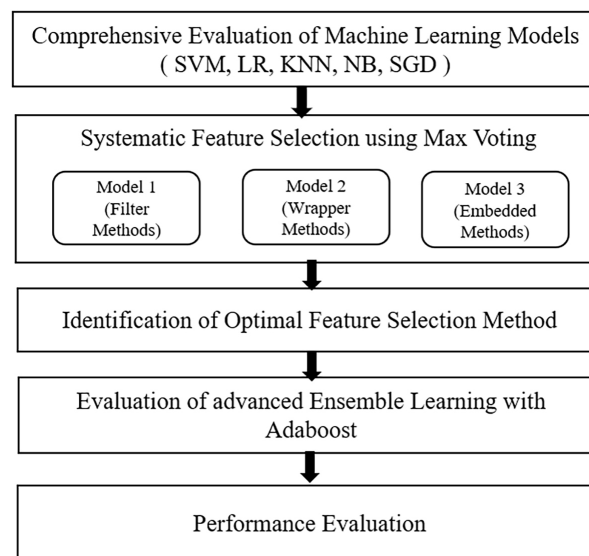 Comprehensive Evaluation of Machine Learning Models
( SVM, LR, KNN, NB, SGD )
Systematic Feature Selection using Max Voting
Model 1
(Filter
Methods)
Model 2
(Wrapper
Methods)
Model 3
(Embedded
Methods)
Identification of Optimal Feature Selection Method
Evaluation of advanced Ensemble Learning with
Adaboost
Performance Evaluation